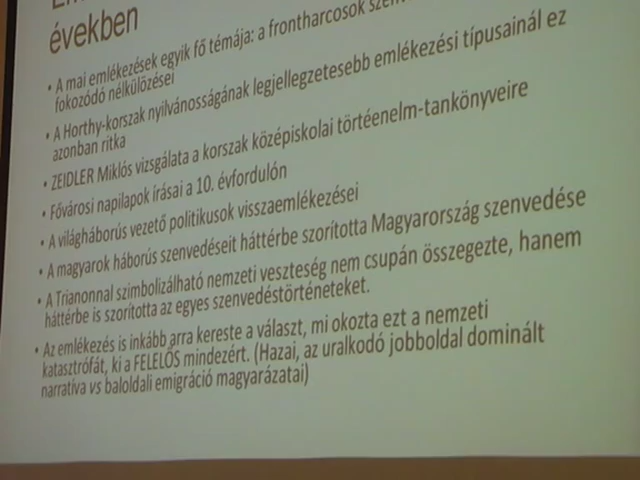 években
• A mai emlékezések egyik fő témája: a frontharcosok
fokozódó nélkülözései
• A Horthy-korszak nyilvánosságának legjellegzetesebb emlékezési típusainál ez
azonban ritka
• ZEIDLER Miklós vizsgálata a korszak középiskolai törtéenelm-tankönyveire
• Fővárosi napilapok írásai a 10. évfordulón
• A világháborús vezető politikusok visszaemlékezései
• A magyarok háborús szenvedéseit háttérbe szorította Magyarország szenvedése
• A Trianonnal szimbolizálható nemzeti veszteség nem csupán összegezte, hanem
háttérbe is szorította az egyes szenvedéstörténeteket.
• Az emlékezés is inkább arra kereste a választ, mi okozta ezt a nemzeti
katasztrófát, ki a FELELŐS mindezért. (Hazai, az uralkodó jobboldal dominált
narratíva vs baloldali emigráció magyarázatai)